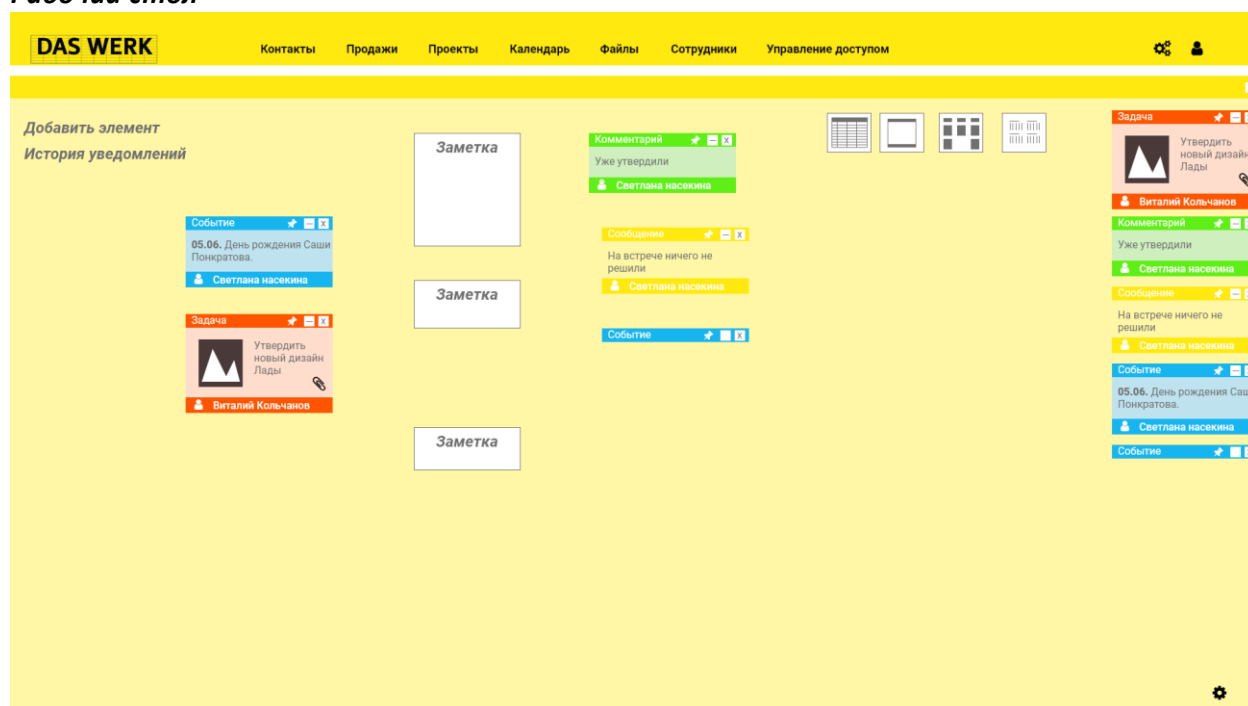 Рабочий стол
DAS WERK
Контакты Продажи Проекты Календарь Файлы Сотрудники Управление доступом
Добавить элемент
История уведомлений
Событие
05.06. День рождения Саши
Понкратова.
Светлана насекина
Задача
Утвердить
новый дизайн
Лады
Виталий Кольчанов
Заметка
Заметка
Заметка
Комментарий
Уже утвердили
Светлана насекина
Сообщение
На встрече ничего не
решили
Светлана насекина
Событие
Задача
Утвердить
новый дизайн
Лады
Виталий Кольчанов
Комментарий
Уже утвердили
Светлана насекина
Сообщение
На встрече ничего не
решили
Светлана насекина
Событие
05.06. День рождения Саш
Понкратова.
Светлана насекина
Событие